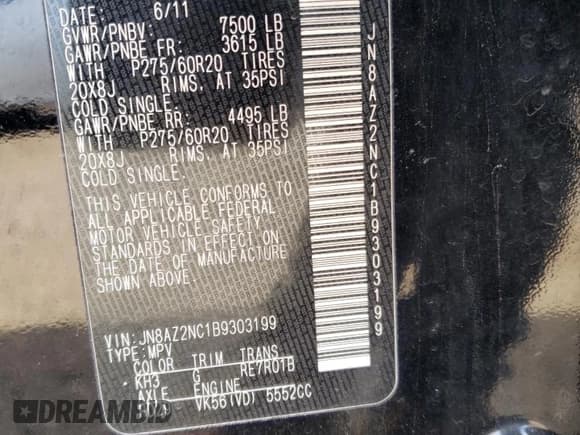 DATE: 6/11
GVWR/PNBV: 7500 LB
GAWR/PNBE FR: 3615 LB
WITH P275/60R20 TIRES
20X8J RIMS, AT 35PSI
COLD SINGLE.
GAWR/PNBE RR: 4495 LB
WITH P275/60R20 TIRES
20X8J RIMS, AT 35PSI
COLD SINGLE.
THIS VEHICLE CONFORMS TO
ALL APPLICABLE FEDERAL
MOTOR VEHICLE SAFETY
STANDARDS IN EFFECT ON
THE DATE OF MANUFACTURE
SHOWN ABOVE.
VIN: JN8AZ2NC1B9303199
TYPE: MPV
COLOR TRIM TRANS
KH3 G RE7R01B
AXLE ENGINE
VK56(VD) 5552CC
JN8AZ2NC1B9303199
DREAMBID